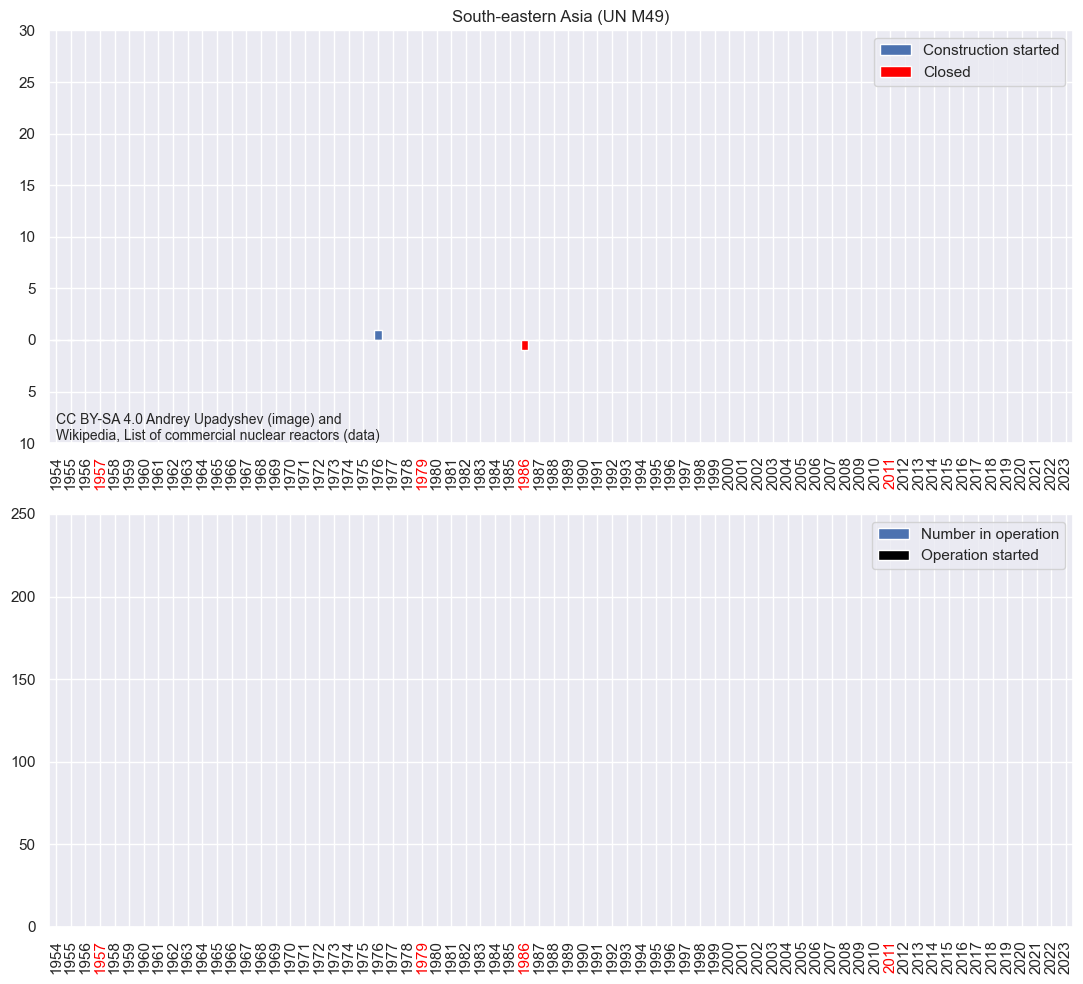 South-eastern Asia (UN M49)
30
25
20
15
10
5
0
5
10
Construction started
Closed
CC BY-SA 4.0 Andrey Upadyshev (image) and
Wikipedia, List of commercial nuclear reactors (data)
1954 1955 1956 1957 1958 1959 1960 1961 1962 1963 1964 1965 1966 1967 1968 1969 1970 1971 1972 1973 1974 1975 1976 1977 1978 1979 1980 1981 1982 1983 1984 1985 1986 1987 1988 1989 1990 1991 1992 1993 1994 1995 1996 1997 1998 1999 2000 2001 2002 2003 2004 2005 2006 2007 2008 2009 2010 2011 2012 2013 2014 2015 2016 2017 2018 2019 2020 2021 2022 2023
250
200
150
100
50
0
Number in operation
Operation started
1954 1955 1956 1957 1958 1959 1960 1961 1962 1963 1964 1965 1966 1967 1968 1969 1970 1971 1972 1973 1974 1975 1976 1977 1978 1979 1980 1981 1982 1983 1984 1985 1986 1987 1988 1989 1990 1991 1992 1993 1994 1995 1996 1997 1998 1999 2000 2001 2002 2003 2004 2005 2006 2007 2008 2009 2010 2011 2012 2013 2014 2015 2016 2017 2018 2019 2020 2021 2022 2023